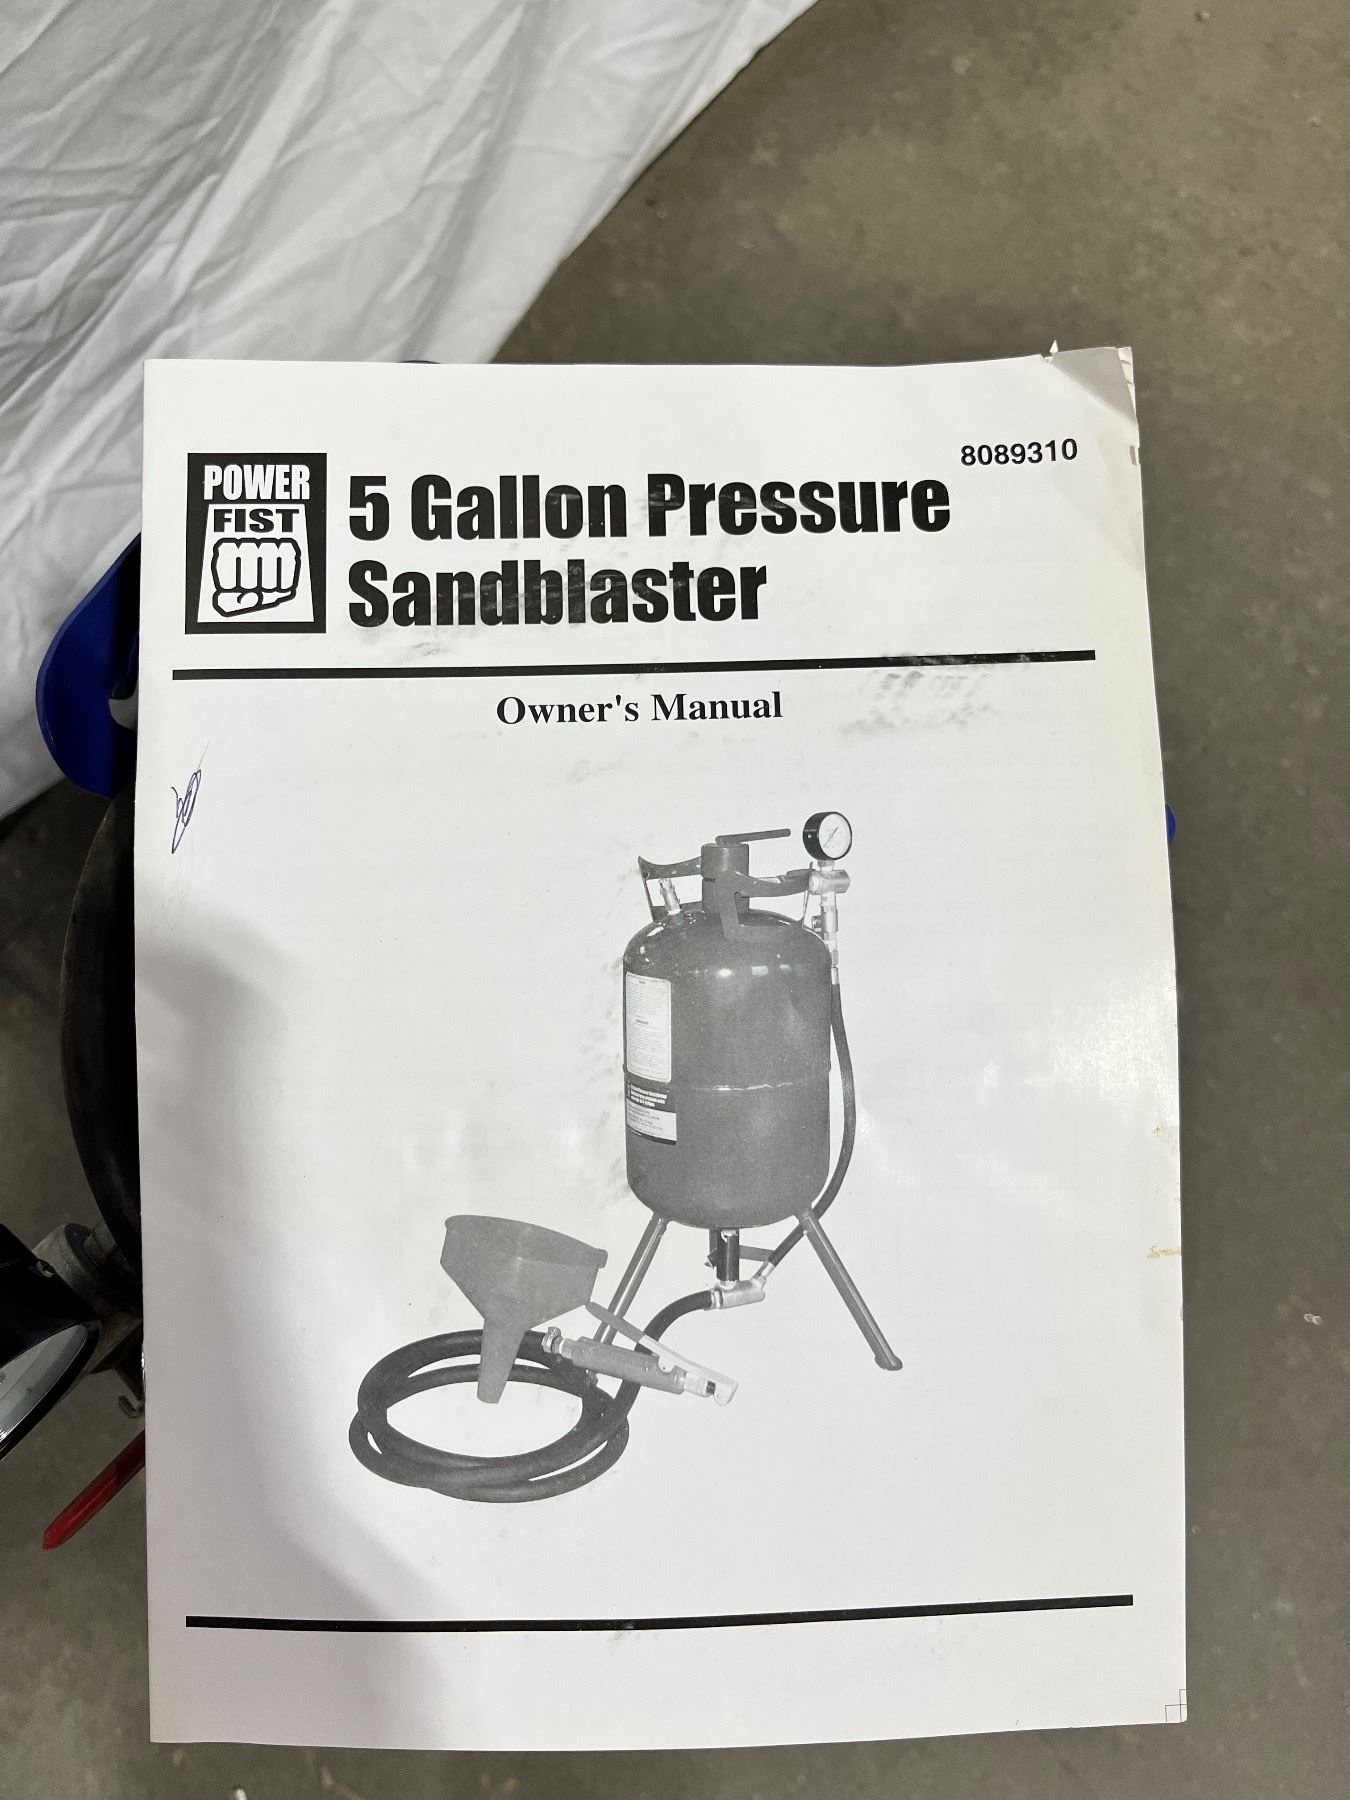 8089310
POWER
FIST
5 Gallon Pressure
Sandblaster
Owner's Manual